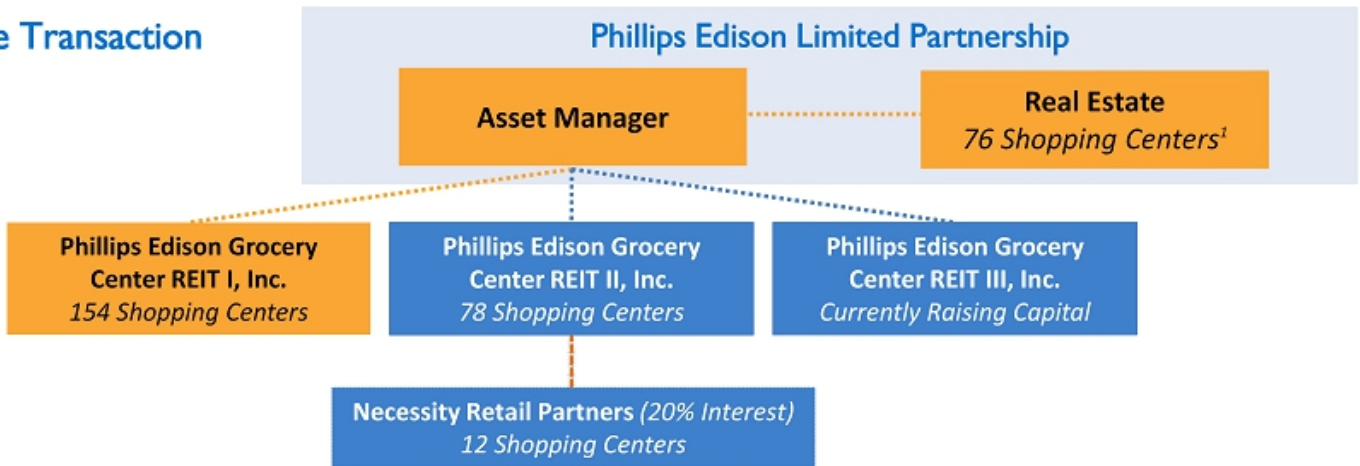 e Transaction
Phillips Edison Limited Partnership
Asset Manager
Real Estate
76 Shopping Centers¹
Phillips Edison Grocery
Center REIT I, Inc.
154 Shopping Centers
Phillips Edison Grocery
Center REIT II, Inc.
78 Shopping Centers
Phillips Edison Grocery
Center REIT III, Inc.
Currently Raising Capital
Necessity Retail Partners (20% Interest)
12 Shopping Centers